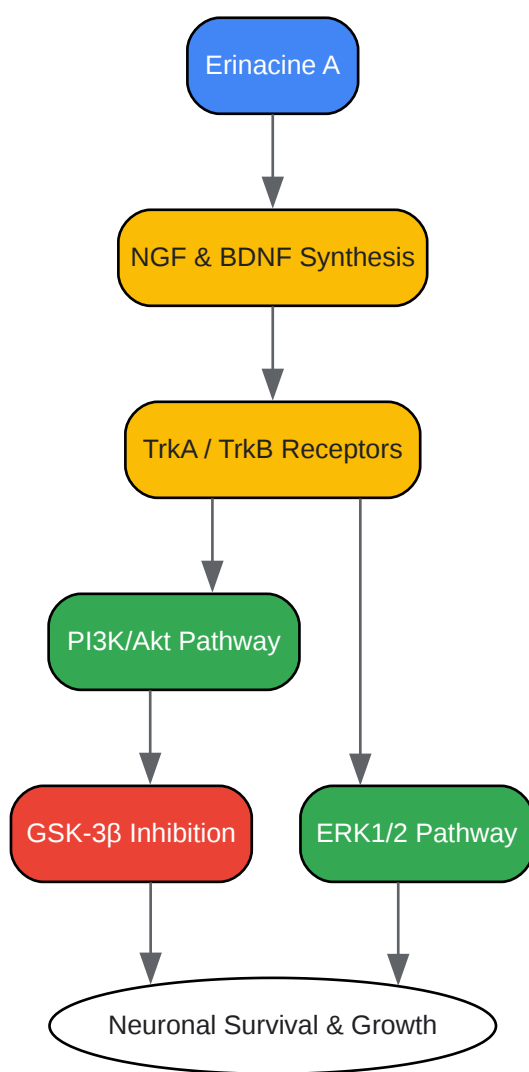 Erinacine A
NGF & BDNF Synthesis
TrkA / TrkB Receptors
PI3K/Akt Pathway
GSK-3β Inhibition
ERK1/2 Pathway
Neuronal Survival & Growth